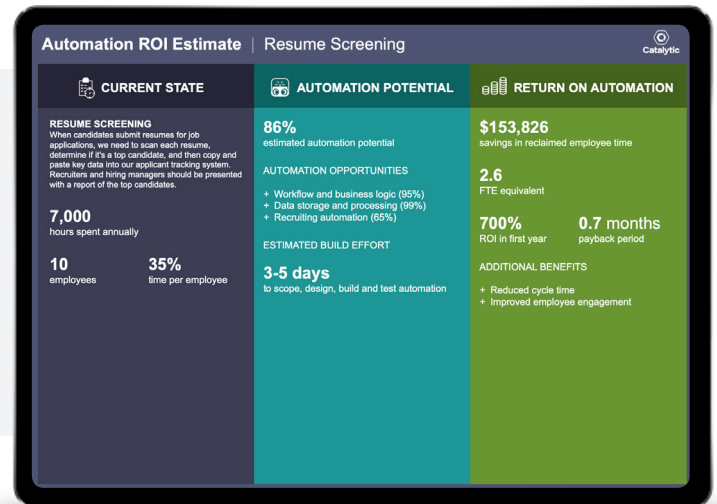 Automation ROI Estimate | Resume Screening
Catalytic
CURRENT STATE
RESUME SCREENING
When candidates submit resumes for job
applications, we need to scan each resume,
determine if it's a top candidate, and then copy and
paste key data into our applicant tracking system.
Recruiters and hiring managers should be presented
with a report of the top candidates.
7,000
hours spent annually
10
employees
35%
time per employee
AUTOMATION POTENTIAL
86%
estimated automation potential
AUTOMATION OPPORTUNITIES
+ Workflow and business logic (95%)
+ Data storage and processing (99%)
+ Recruiting automation (65%)
ESTIMATED BUILD EFFORT
3-5 days
to scope, design, build and test automation
RETURN ON AUTOMATION
$153,826
savings in reclaimed employee time
2.6
FTE equivalent
700%
ROI in first year
0.7 months
payback period
ADDITIONAL BENEFITS
+ Reduced cycle time
+ Improved employee engagement